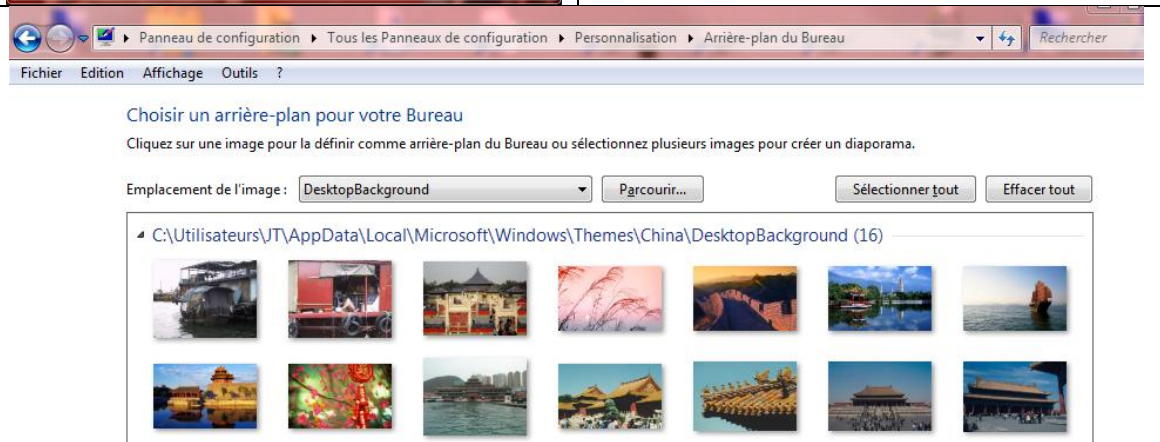 Panneau de configuration ▸ Tous les Panneaux de configuration ▸ Personnalisation ▸ Arrière-plan du Bureau Rechercher
Fichier Edition Affichage Outils ?
Choisir un arrière-plan pour votre Bureau
Cliquez sur une image pour la définir comme arrière-plan du Bureau ou sélectionnez plusieurs images pour créer un diaporama.
Emplacement de l'image : DesktopBackground Parcourir... Sélectionner tout Effacer tout
C:\Utilisateurs\JT\AppData\Local\Microsoft\Windows\Themes\China\DesktopBackground (16)